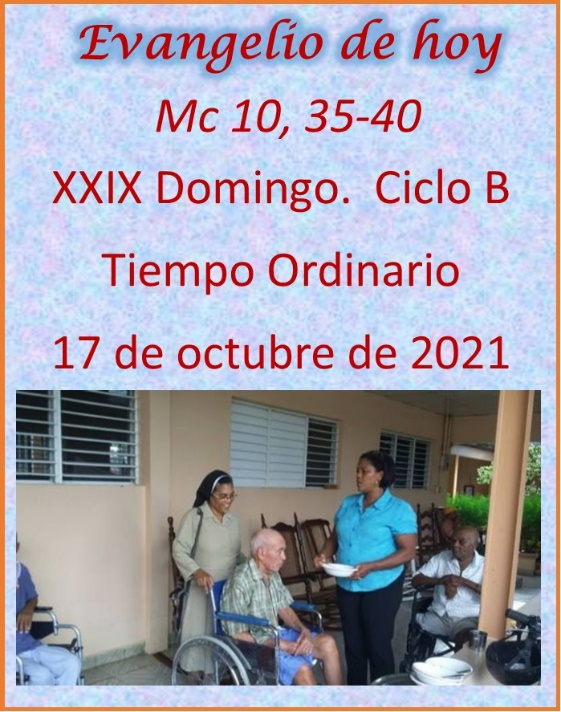 Evangelio de hoy
Mc 10, 35-40
XXIX Domingo.  Ciclo B
Tiempo Ordinario
17 de octubre de 2021